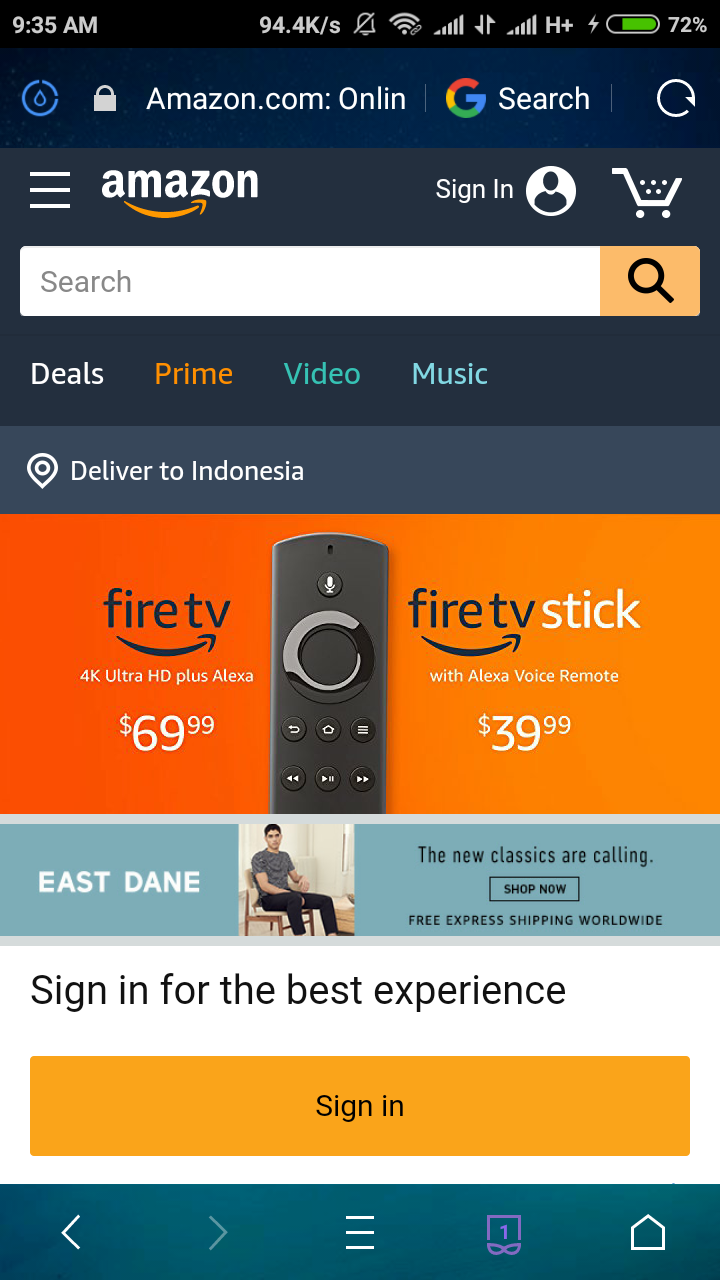 9:35 AM 94.4K/s H+ 72%
Amazon.com: Onlin Search
amazon Sign In
Search
Deals Prime Video Music
Deliver to Indonesia
fire tv
4K Ultra HD plus Alexa
$69.99
fire tv stick
with Alexa Voice Remote
$39.99
EAST DANE
The new classics are calling.
SHOP NOW
FREE EXPRESS SHIPPING WORLDWIDE
Sign in for the best experience
Sign in
1